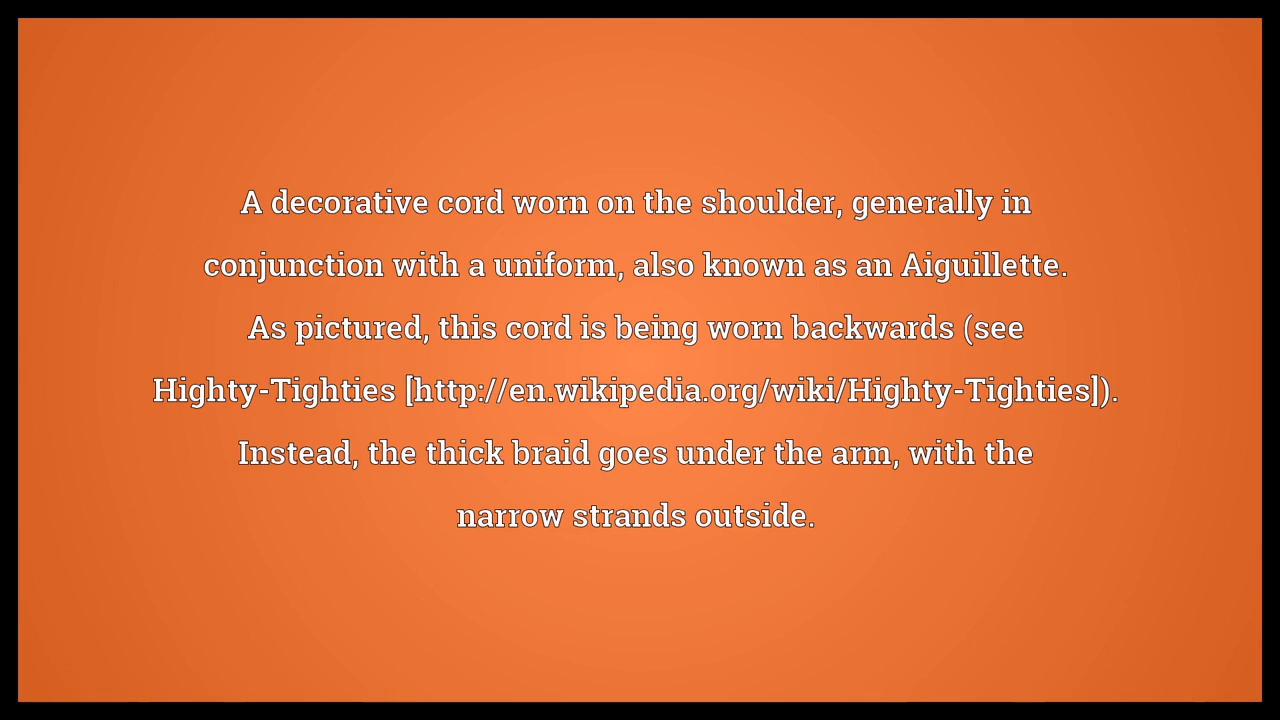 A decorative cord worn on the shoulder, generally in
conjunction with a uniform, also known as an Aiguillette.
As pictured, this cord is being worn backwards (see
Highty-Tighties [http://en.wikipedia.org/wiki/Highty-Tighties]).
Instead, the thick braid goes under the arm, with the
narrow strands outside.